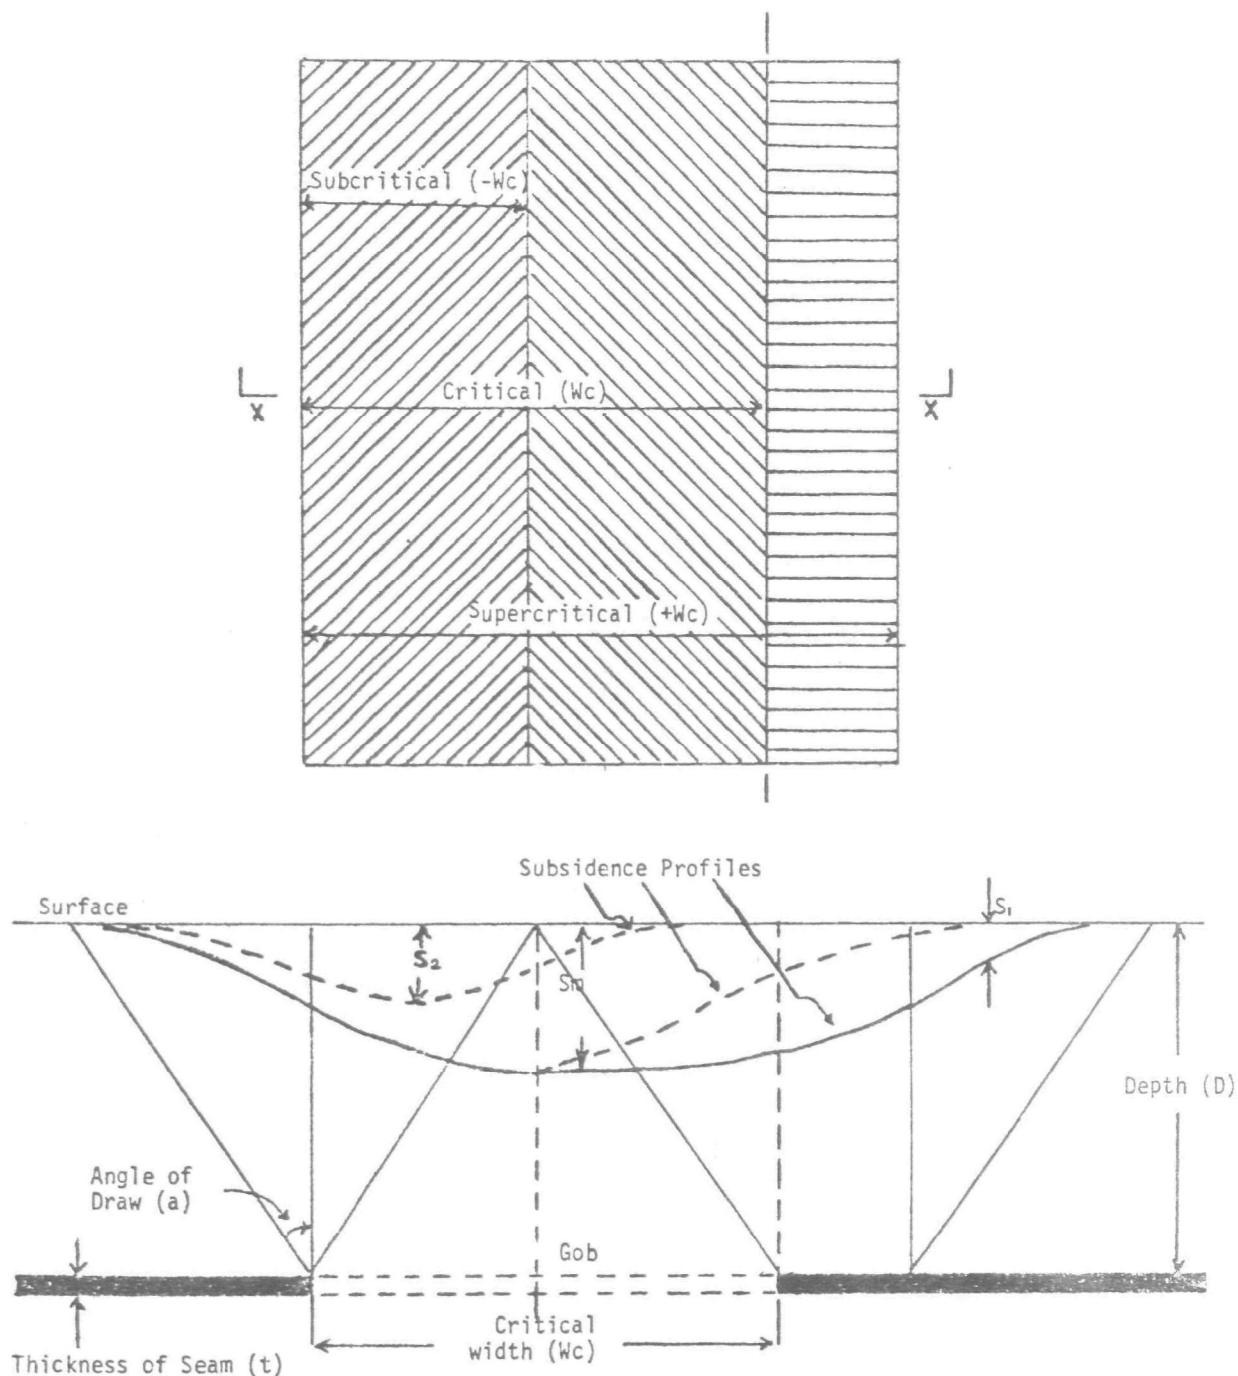 Subcritical (-Wc)
Critical (Wc)
X
X
Supercritical (+Wc)
Subsidence Profiles
Surface
S₁
S₂
Sm
Depth (D)
Angle of
Draw (a)
Gob
Critical
width (Wc)
Thickness of Seam (t)